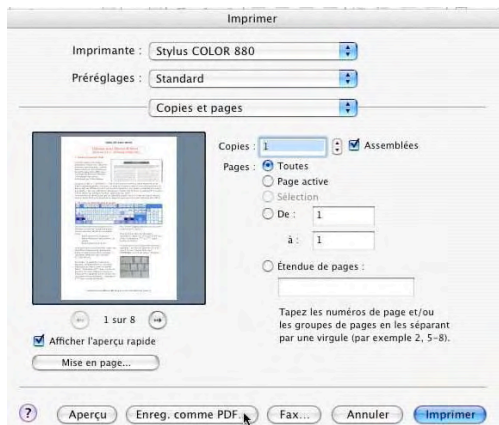 Imprimer
Imprimante : Stylus COLOR 880
Préréglages : Standard
Copies et pages
Copies : 1 Assemblées
Pages : Toutes
Page active
Sélection
De : 1
à : 1
Étendue de pages :
Tapez les numéros de page et/ou
les groupes de pages en les séparant
par une virgule (par exemple 2, 5-8).
1 sur 8
Afficher l'aperçu rapide
Mise en page...
? Aperçu Enreg. comme PDF... Fax... Annuler Imprimer